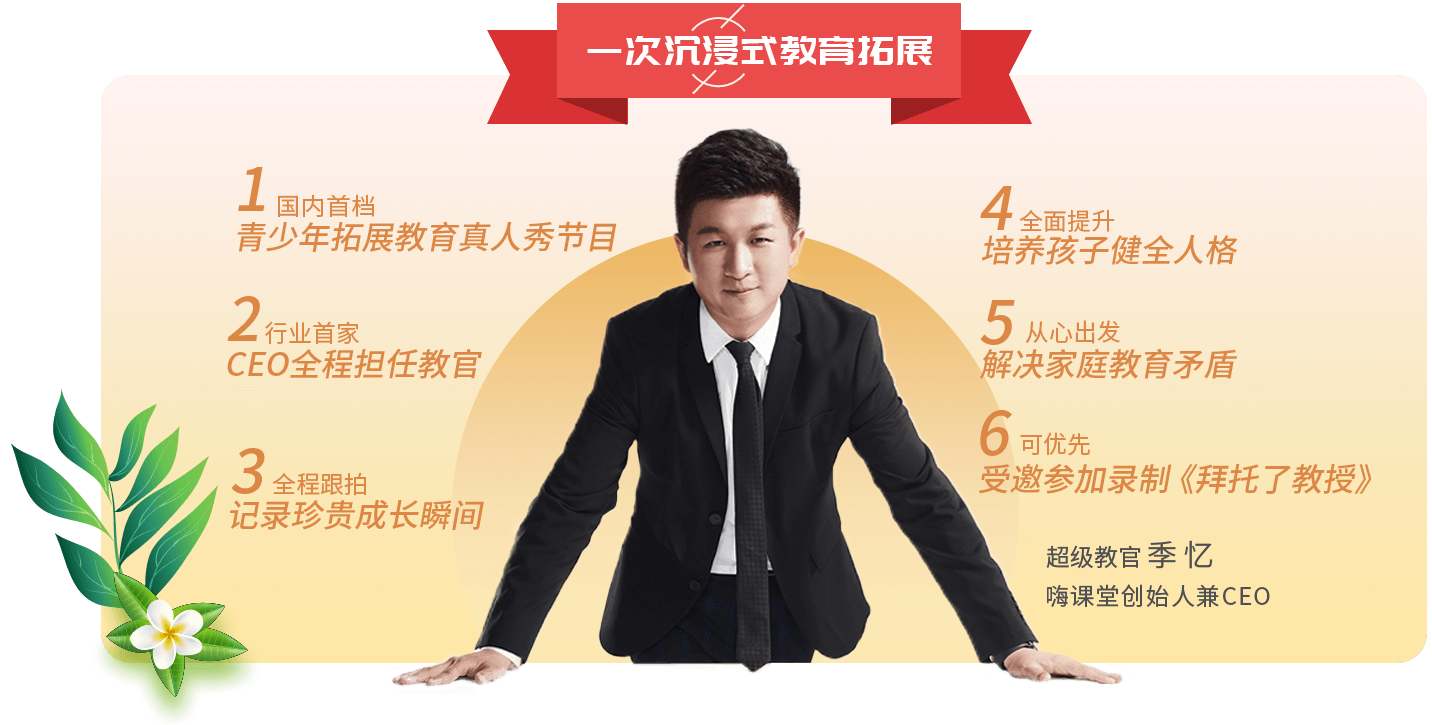 一次沉浸式教育拓展
1 国内首档
青少年拓展教育真人秀节目
2 行业首家
CEO全程担任教官
3 全程跟拍
记录珍贵成长瞬间
4 全面提升
培养孩子健全人格
5 从心出发
解决家庭教育矛盾
6 可优先
受邀参加录制《拜托了教授》
超级教官 季 忆
嗨课堂创始人兼CEO